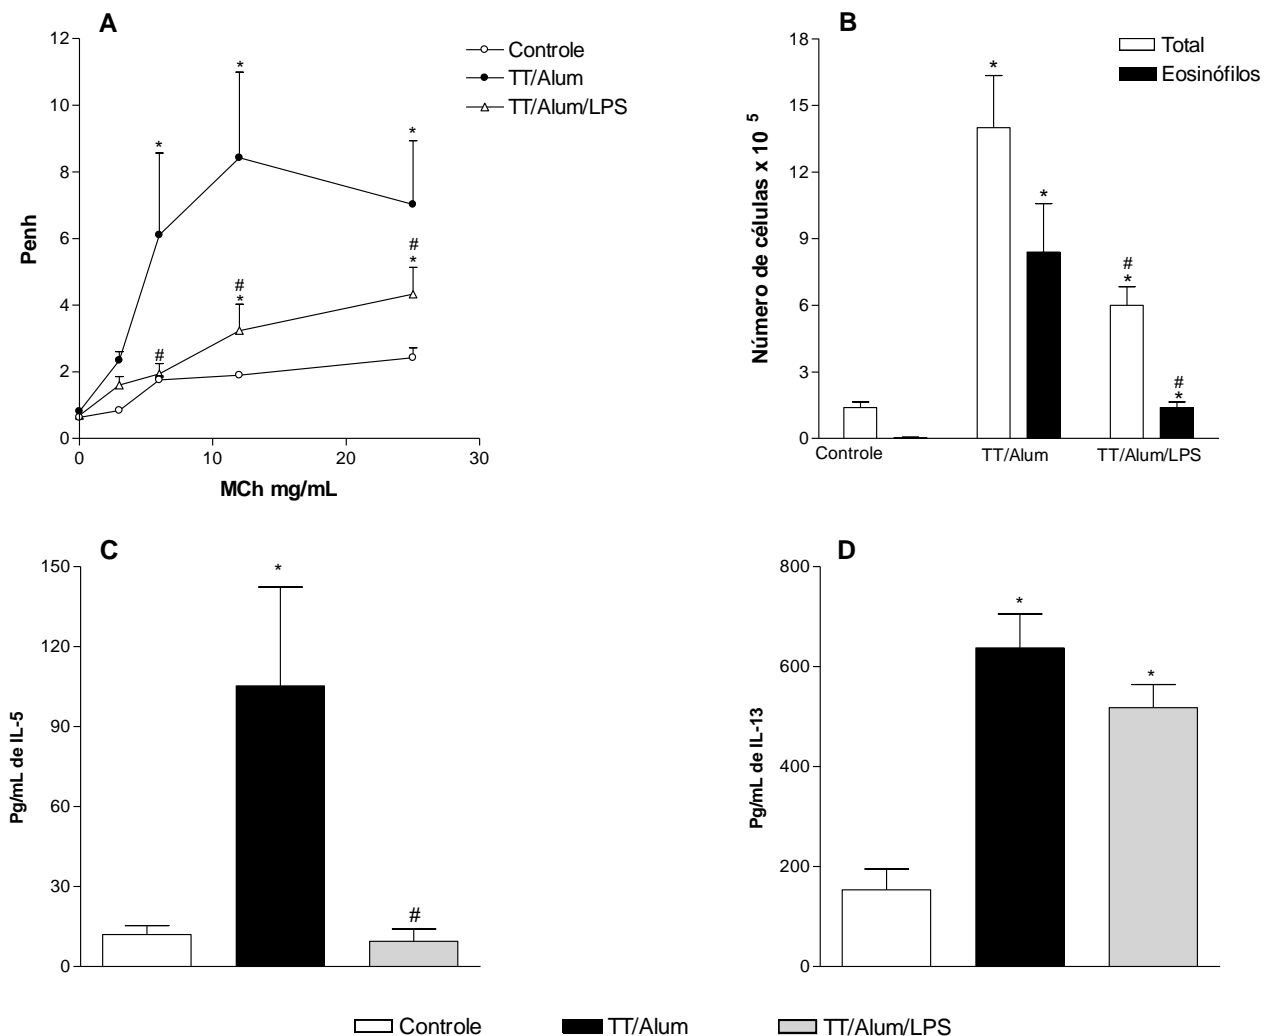 A
12
10
8
6
4
2
0
Penh
0
10
20
30
MCh mg/mL
Controle
TT/Alum
TT/Alum/LPS
*
*
*
#
#
*
#
*
B
18
15
12
9
6
3
0
Número de células x 10 5
Total
Eosinófilos
*
*
#
*
#
*
Controle
TT/Alum
TT/Alum/LPS
C
150
120
90
60
30
0
Pg/mL de IL-5
*
#
D
800
600
400
200
0
Pg/mL de IL-13
*
*
Controle
TT/Alum
TT/Alum/LPS